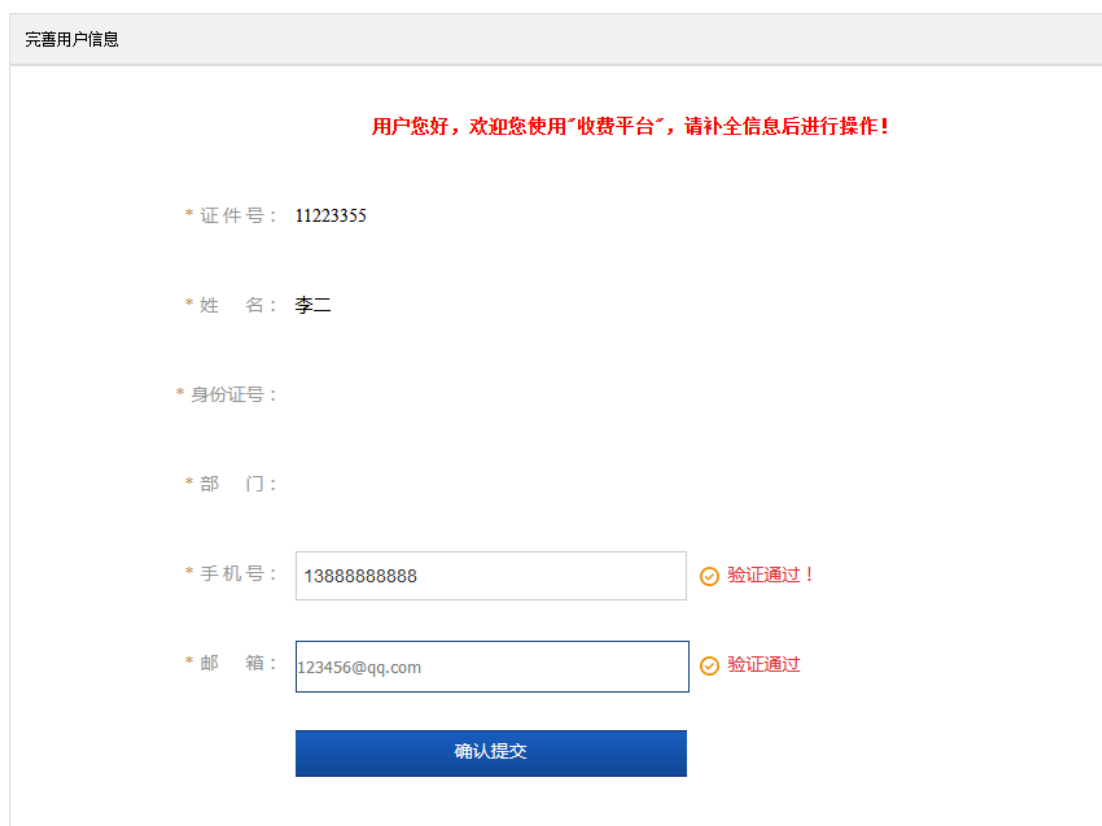 完善用户信息
用户您好，欢迎您使用"收费平台"，请补全信息后进行操作！
* 证件号： 11223355
* 姓 名： 李二
* 身份证号：
* 部 门：
* 手机号： 13888888888 验证通过！
* 邮 箱： 123456@qq.com 验证通过
确认提交